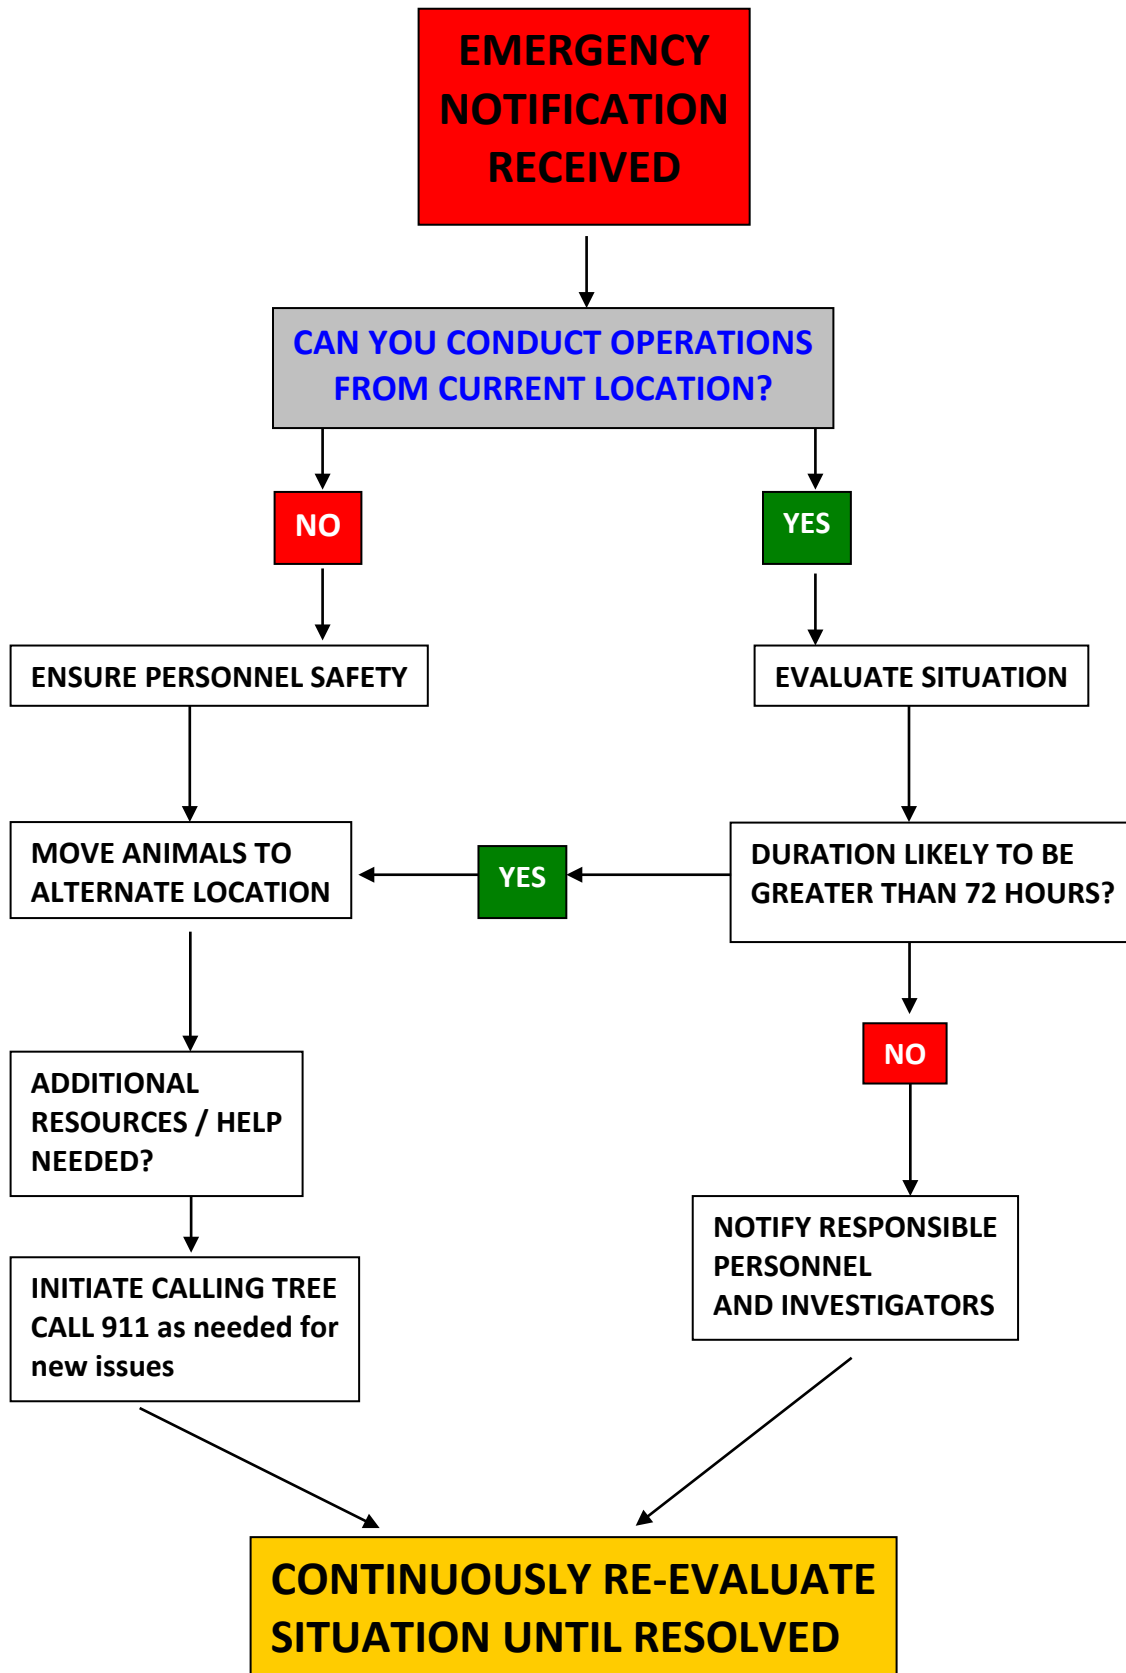 EMERGENCY
NOTIFICATION
RECEIVED
CAN YOU CONDUCT OPERATIONS
FROM CURRENT LOCATION?
NO
YES
ENSURE PERSONNEL SAFETY
EVALUATE SITUATION
MOVE ANIMALS TO
ALTERNATE LOCATION
YES
DURATION LIKELY TO BE
GREATER THAN 72 HOURS?
NO
ADDITIONAL
RESOURCES / HELP
NEEDED?
NOTIFY RESPONSIBLE
PERSONNEL
AND INVESTIGATORS
INITIATE CALLING TREE
CALL 911 as needed for
new issues
CONTINUOUSLY RE-EVALUATE
SITUATION UNTIL RESOLVED